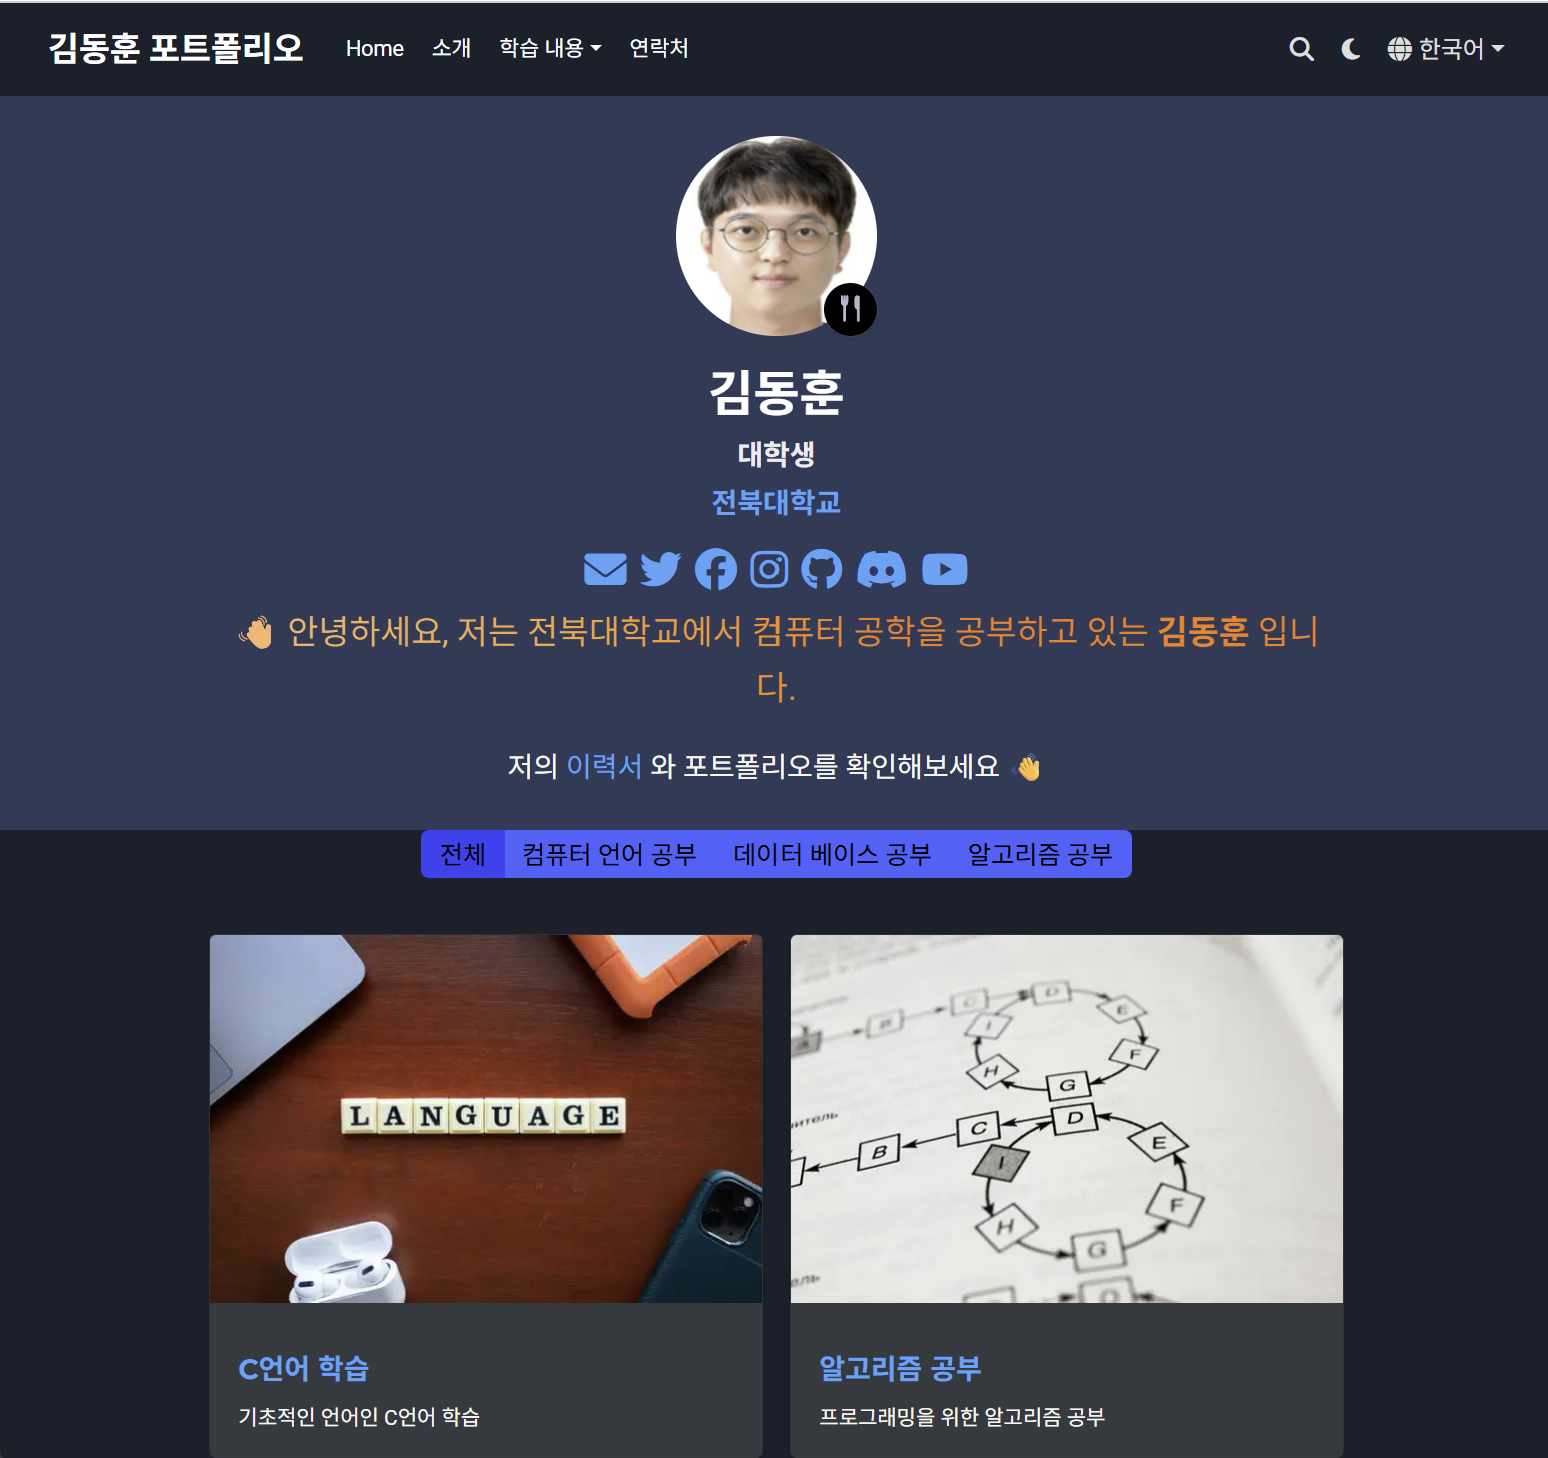 김동훈 포트폴리오 Home 소개 학습 내용 연락처 한국어
김동훈
대학생
전북대학교
👋 안녕하세요, 저는 전북대학교에서 컴퓨터 공학을 공부하고 있는 김동훈 입니
다.
저의 이력서 와 포트폴리오를 확인해보세요 👋
전체 컴퓨터 언어 공부 데이터 베이스 공부 알고리즘 공부
LANGUAGE
B C D E
I F
H G
B C D E
I F
H G
D
C언어 학습
기초적인 언어인 C언어 학습
알고리즘 공부
프로그래밍을 위한 알고리즘 공부